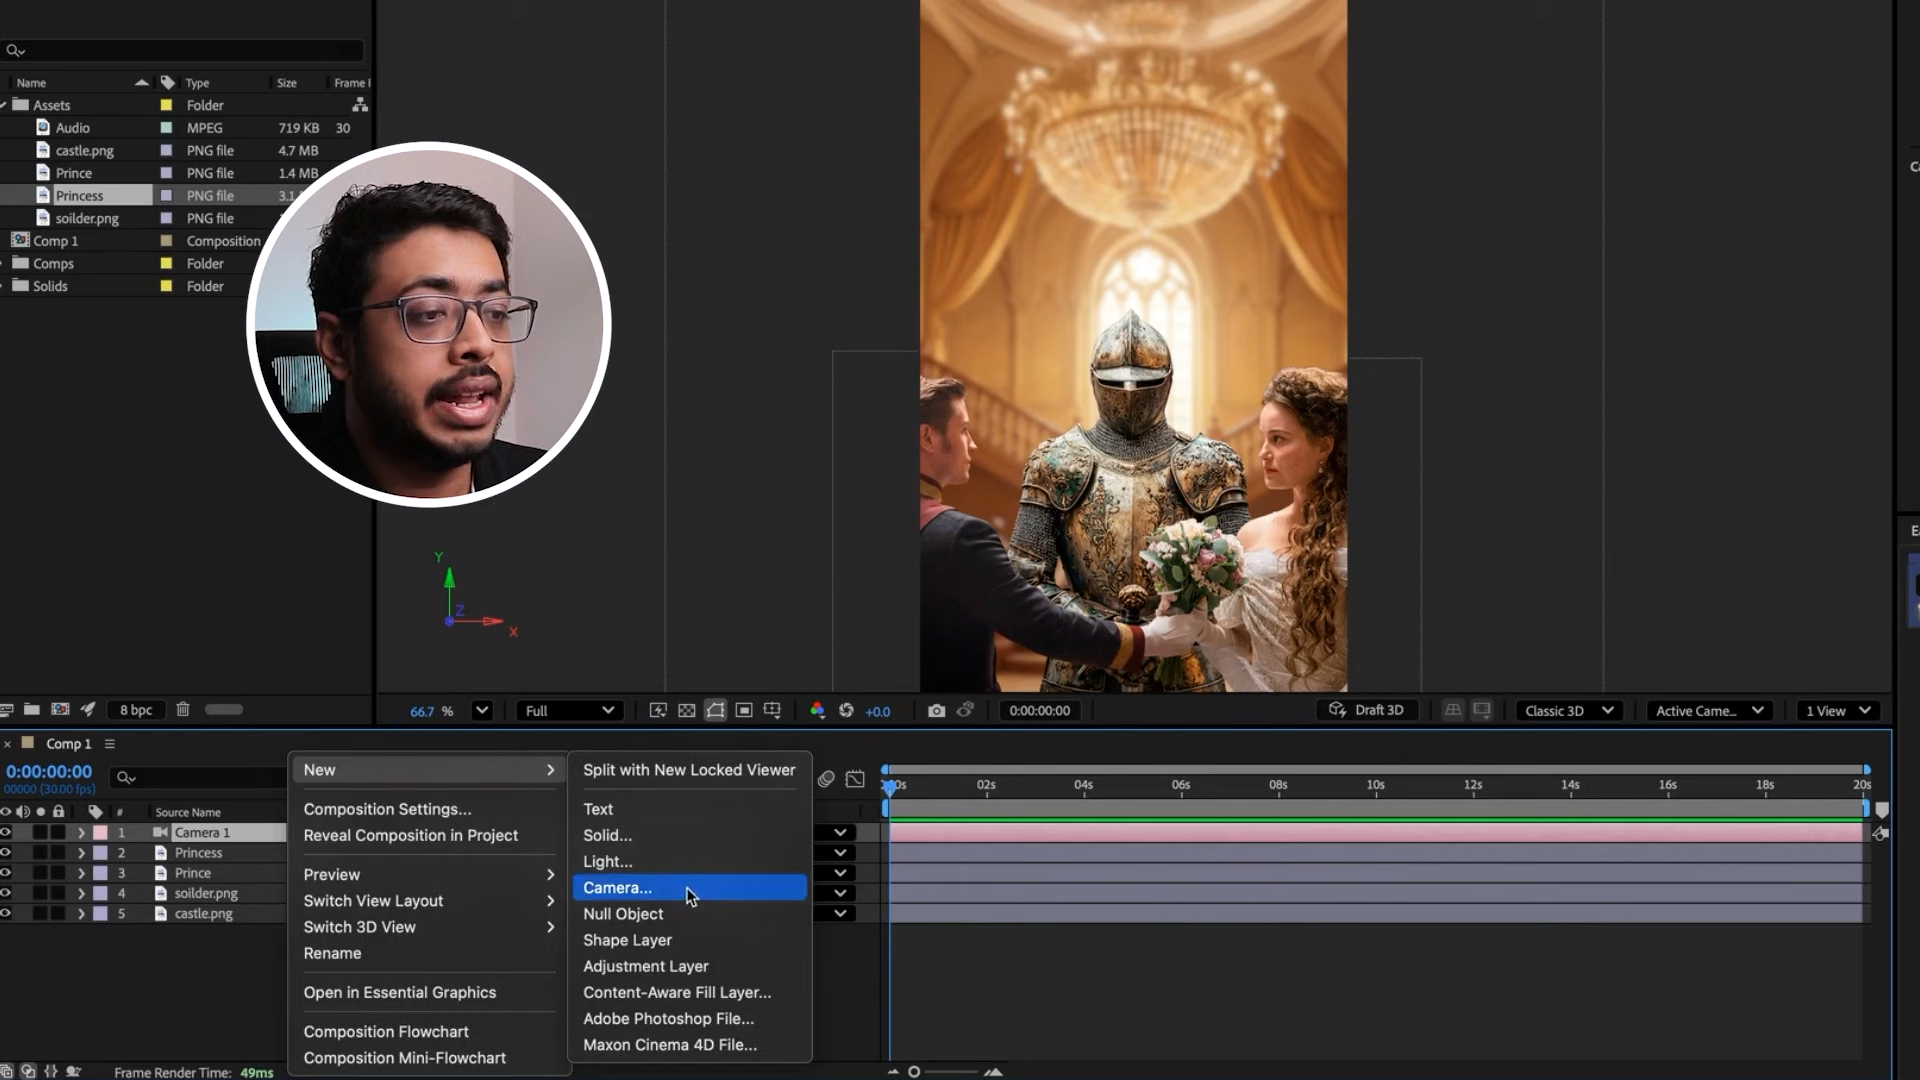 Name Type Size Frame
Assets Folder
Audio MPEG 719 KB 30
castle.png PNG file 4.7 MB
Prince PNG file 1.4 MB
Princess PNG file 3.1
soilder.png PNG file
Comp 1 Composition
Comps Folder
Solids Folder
Y
Z
X
8 bpc
66.7 %
Full
+0.0
0:00:00:00
Draft 3D
Classic 3D
Active Came...
1 View
Comp 1
0:00:00:00
00000 (30.00 fps)
# Source Name
1 Camera 1
2 Princess
3 Prince
4 soilder.png
5 castle.png
New
Composition Settings...
Reveal Composition in Project
Preview
Switch View Layout
Switch 3D View
Rename
Open in Essential Graphics
Composition Flowchart
Composition Mini-Flowchart
Split with New Locked Viewer
Text
Solid...
Light...
Camera...
Null Object
Shape Layer
Adjustment Layer
Content-Aware Fill Layer...
Adobe Photoshop File...
Maxon Cinema 4D File...
02s 04s 06s 08s 10s 12s 14s 16s 18s 20s
Frame Render Time: 49ms